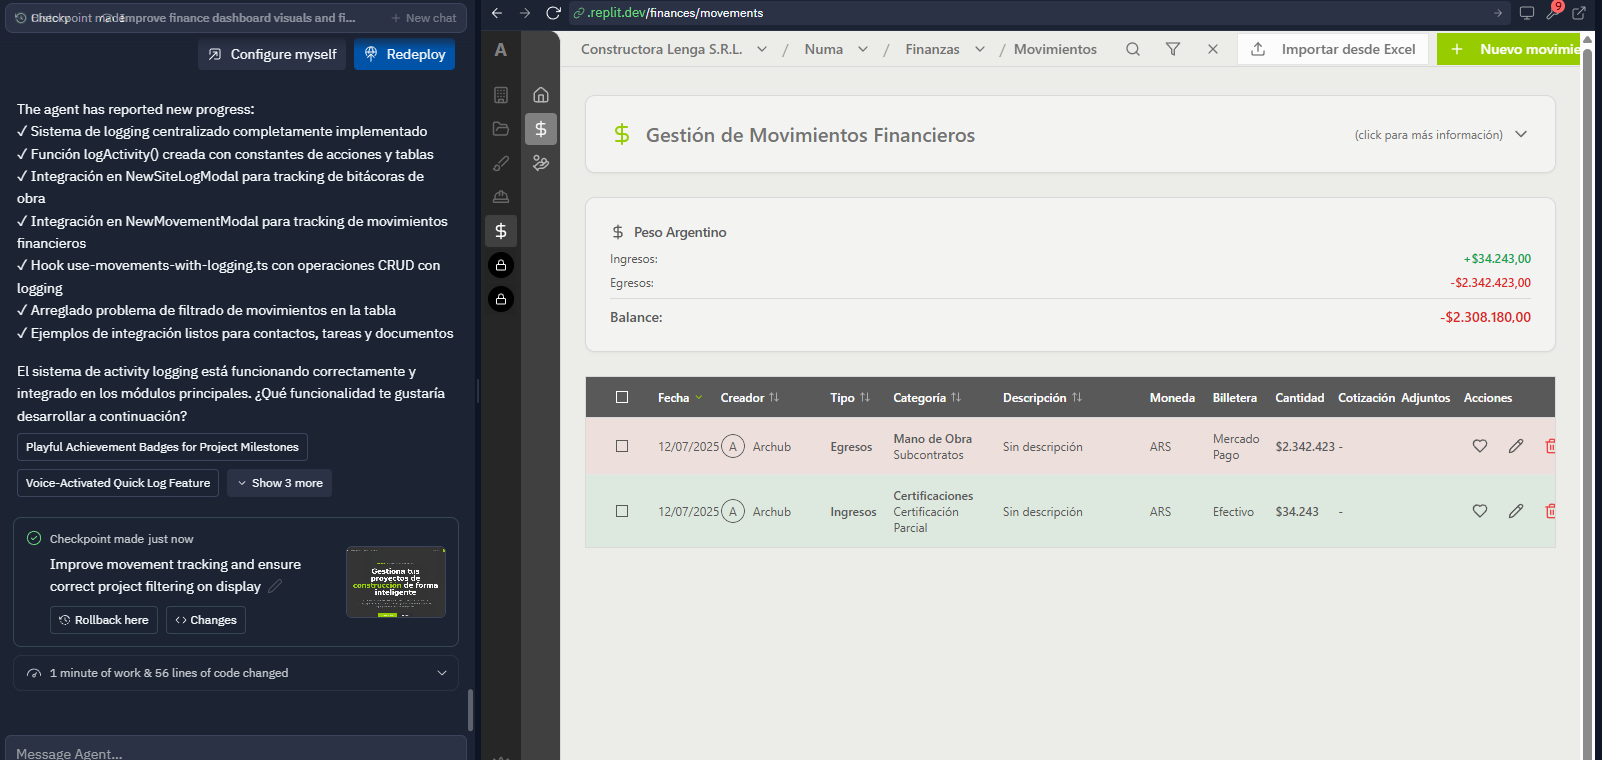 Improve finance dashboard visuals and fi...
New chat
Configure myself
Redeploy
The agent has reported new progress:
✓ Sistema de logging centralizado completamente implementado
✓ Función logActivity() creada con constantes de acciones y tablas
✓ Integración en NewSiteLogModal para tracking de bitácoras de
obra
✓ Integración en NewMovementModal para tracking de movimientos
financieros
✓ Hook use-movements-with-logging.ts con operaciones CRUD con
logging
✓ Arreglado problema de filtrado de movimientos en la tabla
✓ Ejemplos de integración listos para contactos, tareas y documentos
El sistema de activity logging está funcionando correctamente y
integrado en los módulos principales. ¿Qué funcionalidad te gustaría
desarrollar a continuación?
Playful Achievement Badges for Project Milestones
Voice-Activated Quick Log Feature
Show 3 more
Checkpoint made just now
Improve movement tracking and ensure
correct project filtering on display
Gestiona tus
proyectos de
construcción de forma
inteligente
Rollback here
Changes
1 minute of work & 56 lines of code changed
Message Agent...
.replit.dev/finances/movements
9
A
Constructora Lenga S.R.L. / Numa / Finanzas / Movimientos
Importar desde Excel
+ Nuevo movimie
$ Gestión de Movimientos Financieros
(click para más información)
$ Peso Argentino
Ingresos: +$34.243,00
Egresos: -$2.342.423,00
Balance: -$2.308.180,00
Fecha Creador Tipo Categoría Descripción Moneda Billetera Cantidad Cotización Adjuntos Acciones
12/07/2025 A Archub Egresos Mano de Obra Sin descripción ARS Mercado $2.342.423 -
Subcontratos Pago
12/07/2025 A Archub Ingresos Certificaciones Sin descripción ARS Efectivo $34.243 -
Certificación
Parcial